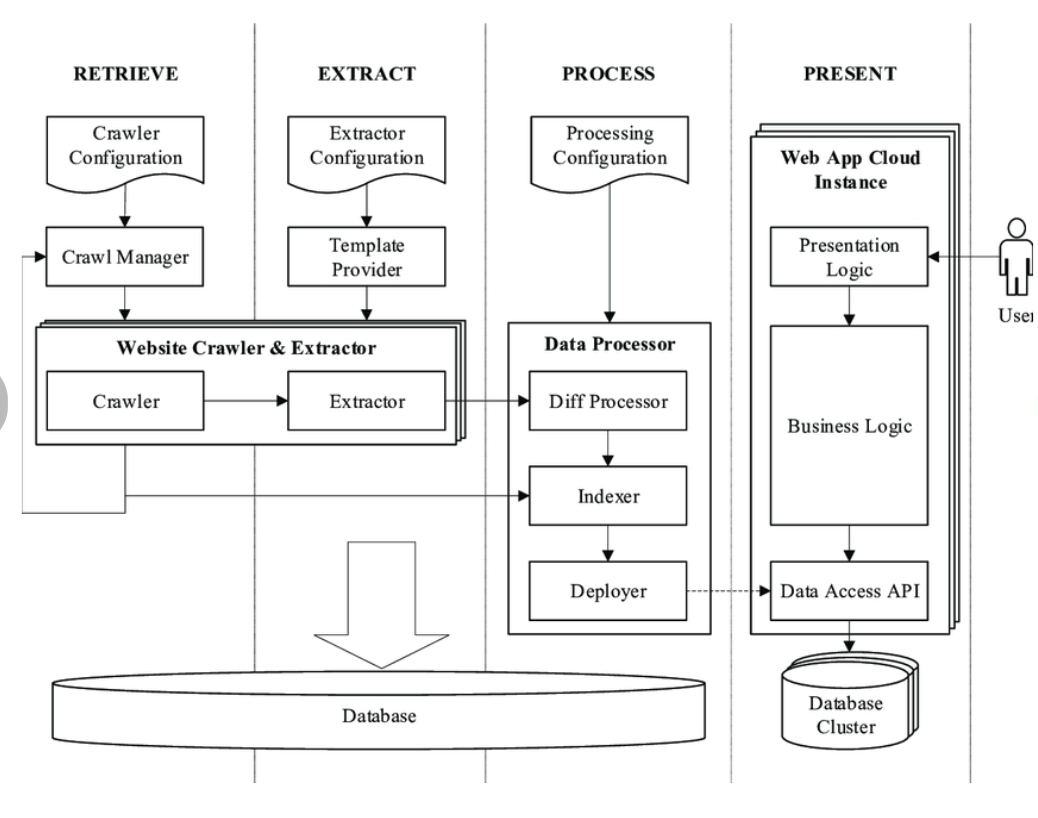 RETRIEVE
EXTRACT
PROCESS
PRESENT
Crawler
Configuration
Extractor
Configuration
Processing
Configuration
Web App Cloud
Instance
Crawl Manager
Template
Provider
Presentation
Logic
User
Website Crawler & Extractor
Data Processor
Crawler
Extractor
Diff Processor
Business Logic
Indexer
Deployer
Data Access API
Database
Database
Cluster